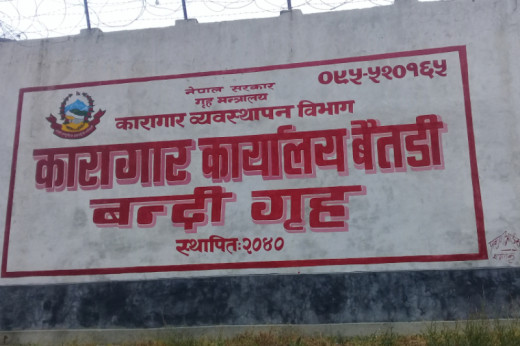 ०९५-५२०१६५
नेपाल सरकार
गृह मन्त्रालय
कारागार व्यवस्थापन विभाग
कारागार कार्यालय बैतडी
बन्दी गृह
स्थापितः२०४०